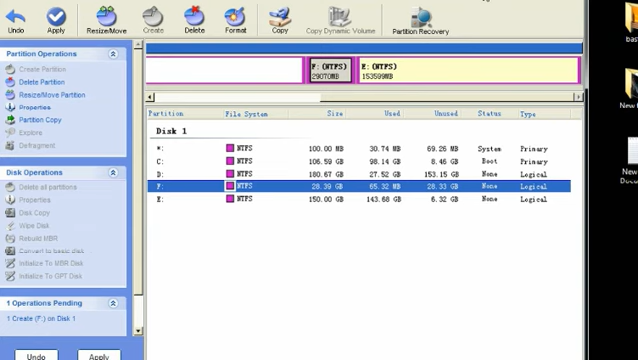 Undo Apply Resize/Move Create Delete Format Copy Copy Dynamic Volume Partition Recovery
Partition Operations
Create Partition
Delete Partition
Resize/Move Partition
Properties
Partition Copy
Explore
Defragment
Disk Operations
Delete all partitions
Properties
Disk Copy
Wipe Disk
Rebuild MBR
Convert to basic disk
Initialize To MBR Disk
Initialize To GPT Disk
1 Operations Pending
1 Create (F:) on Disk 1
Undo Apply
F: (NTFS) E: (NTFS)
29070MB 153599MB
Partition File System Size Used Unused Status Type
Disk 1
*: NTFS 100.00 MB 30.74 MB 69.26 MB System Primary
C: NTFS 106.59 GB 98.14 GB 8.46 GB Boot Primary
D: NTFS 180.67 GB 27.52 GB 153.15 GB None Logical
F: NTFS 28.39 GB 65.32 MB 28.33 GB None Logical
E: NTFS 150.00 GB 143.68 GB 6.32 GB None Logical
bas
New
New
Docu